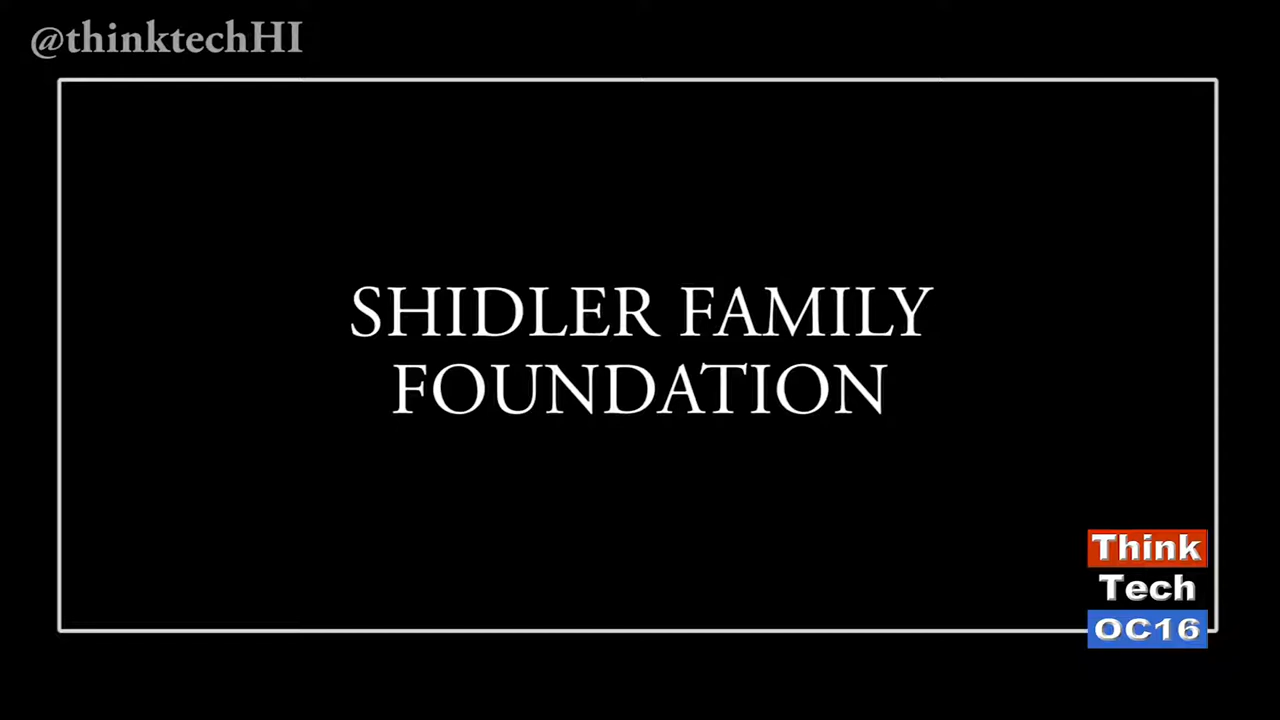 @thinktechHI
SHIDLER FAMILY
FOUNDATION
Think
Tech
OC16